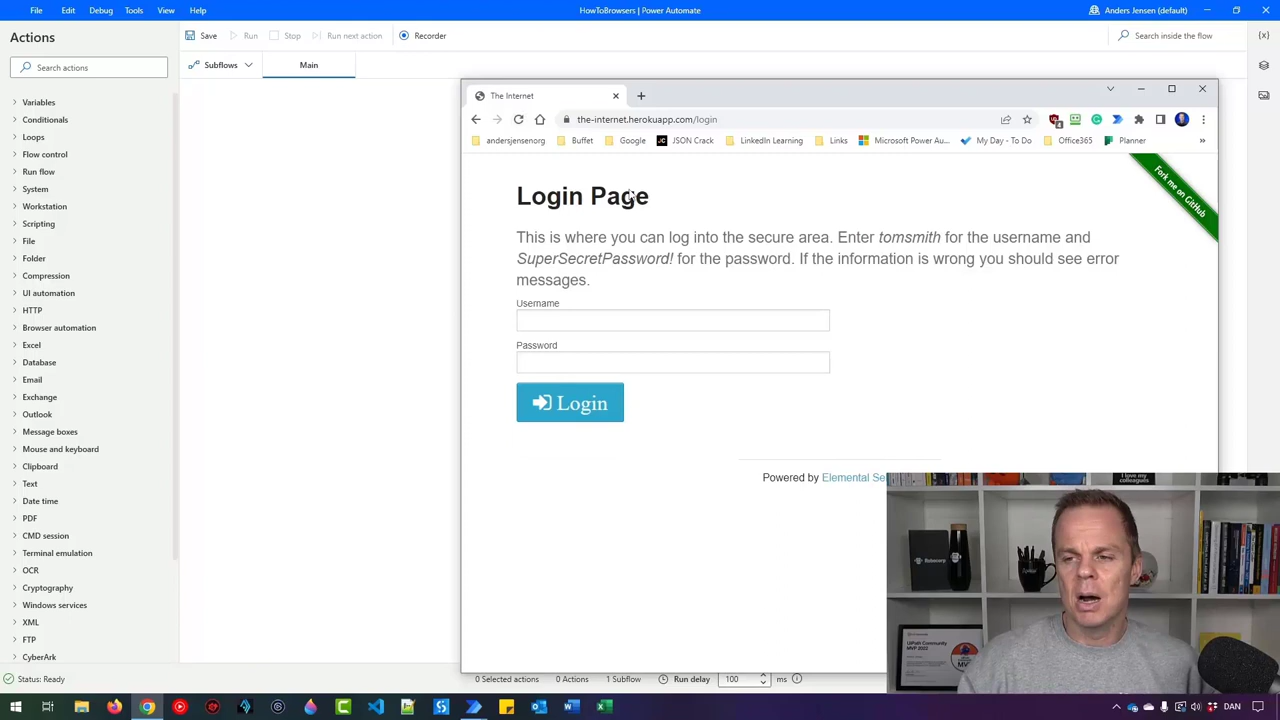 File Edit Debug Tools View Help
HowToBrowsers | Power Automate
Anders Jensen (default)
Actions
Search actions
Variables
Conditionals
Loops
Flow control
Run flow
System
Workstation
Scripting
File
Folder
Compression
UI automation
HTTP
Browser automation
Excel
Database
Email
Exchange
Outlook
Message boxes
Mouse and keyboard
Clipboard
Text
Date time
PDF
CMD session
Terminal emulation
OCR
Cryptography
Windows services
XML
FTP
CyberArk
Save Run Stop Run next action Recorder
Search inside the flow
{x}
Subflows Main
The Internet
the-internet.herokuapp.com/login
andersjensenorg Buffet Google JSON Crack LinkedIn Learning Links Microsoft Power Au... My Day - To Do Office365 Planner »
Fork me on GitHub
Login Page
This is where you can log into the secure area. Enter tomsmith for the username and
SuperSecretPassword! for the password. If the information is wrong you should see error
messages.
Username
Password
Login
Powered by Elemental Se
I love my
colleagues
UiPath Community
MVP 2022
Status: Ready 0 Selected actions 0 Actions 1 Subflow Run delay 100 ms
DAN